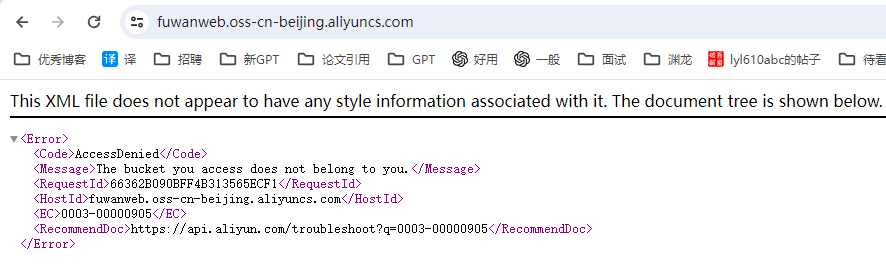 fuwanweb.oss-cn-beijing.aliyuncs.com
优秀博客 译 译 招聘 新GPT 论文引用 GPT 好用 一般 面试 渊龙 lyl610abc的帖子 待看
This XML file does not appear to have any style information associated with it. The document tree is shown below.
▼<Error>
<Code>AccessDenied</Code>
<Message>The bucket you access does not belong to you.</Message>
<RequestId>66362B090BFF4B313565ECF1</RequestId>
<HostId>fuwanweb.oss-cn-beijing.aliyuncs.com</HostId>
<EC>0003-00000905</EC>
<RecommendDoc>https://api.aliyun.com/troubleshoot?q=0003-00000905</RecommendDoc>
</Error>